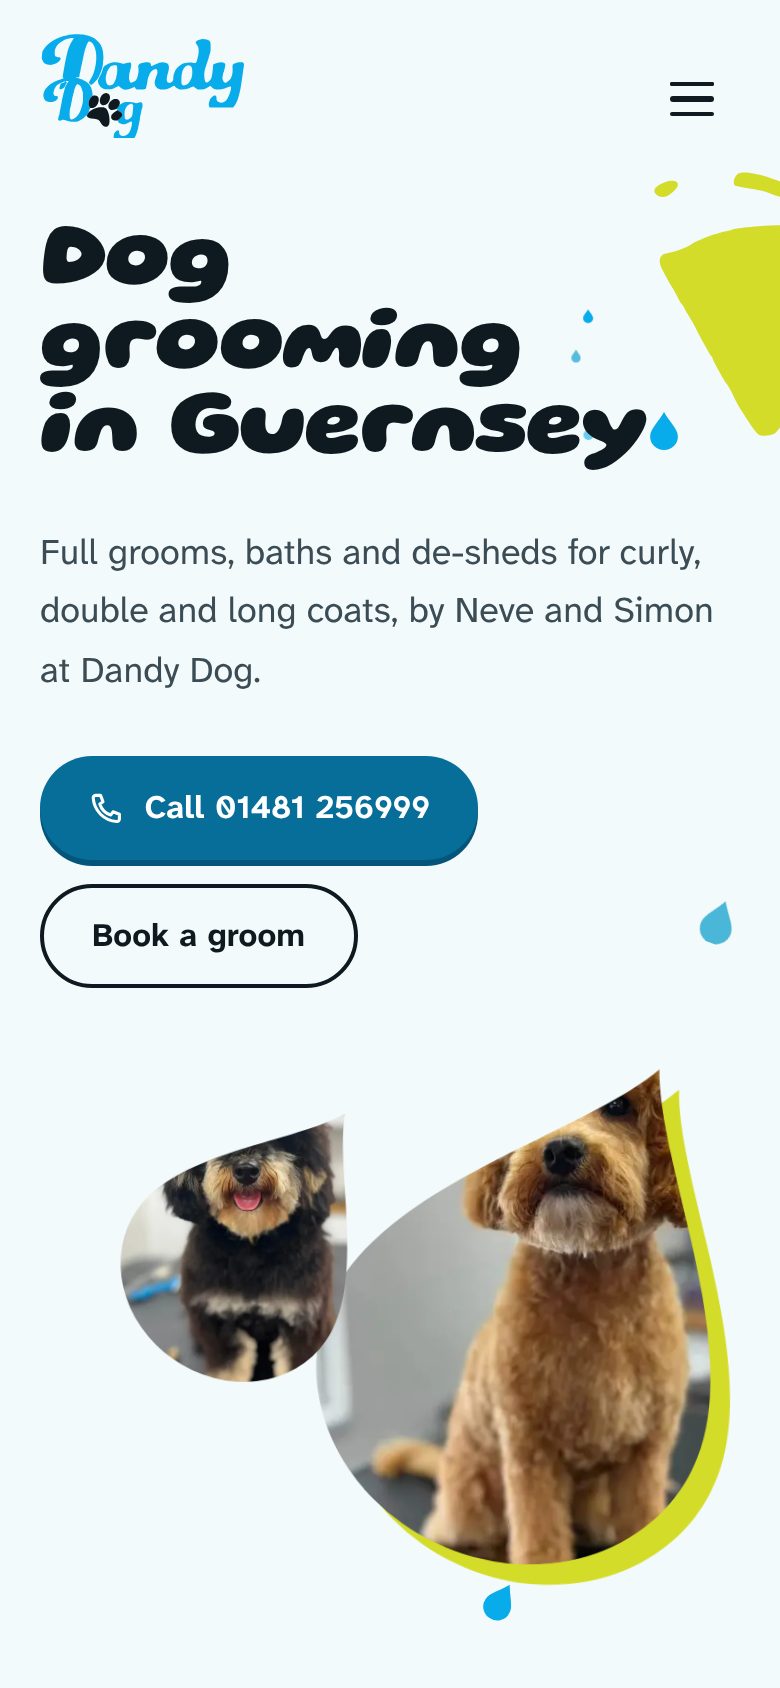 Dandy
Dog
Dog
grooming
in Guernsey
Full grooms, baths and de-sheds for curly,
double and long coats, by Neve and Simon
at Dandy Dog.
Call 01481 256999
Book a groom